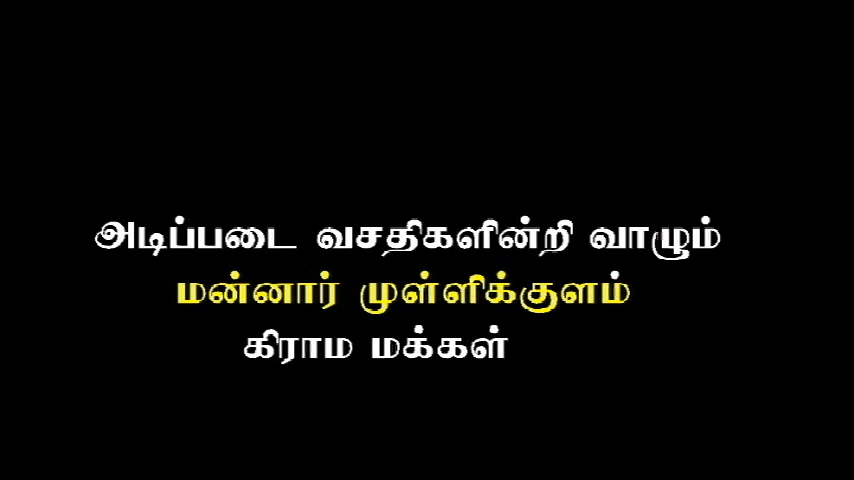 அடிப்படை வசதிகளின்றி வாழும்
மன்னார் முள்ளிக்குளம்
கிராம மக்கள்